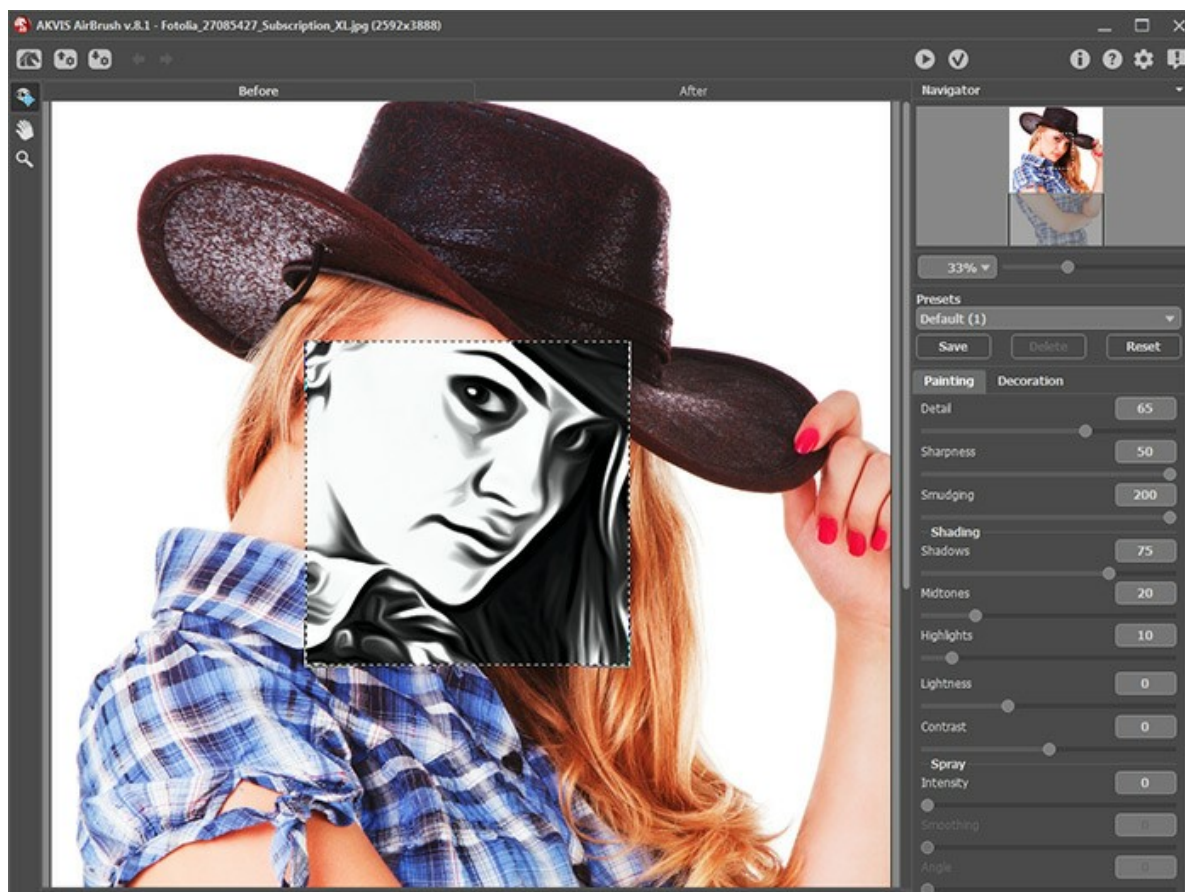 AKVIS AirBrush v.8.1 - Fotolia_27085427_Subscription_XL.jpg (2592x3888)
Before
After
Navigator
33%
Presets
Default (1)
Save Delete Reset
Painting Decoration
Detail 65
Sharpness 50
Smudging 200
Shading
Shadows 75
Midtones 20
Highlights 10
Lightness 0
Contrast 0
Spray
Intensity 0
Smoothing 0
Angle 0